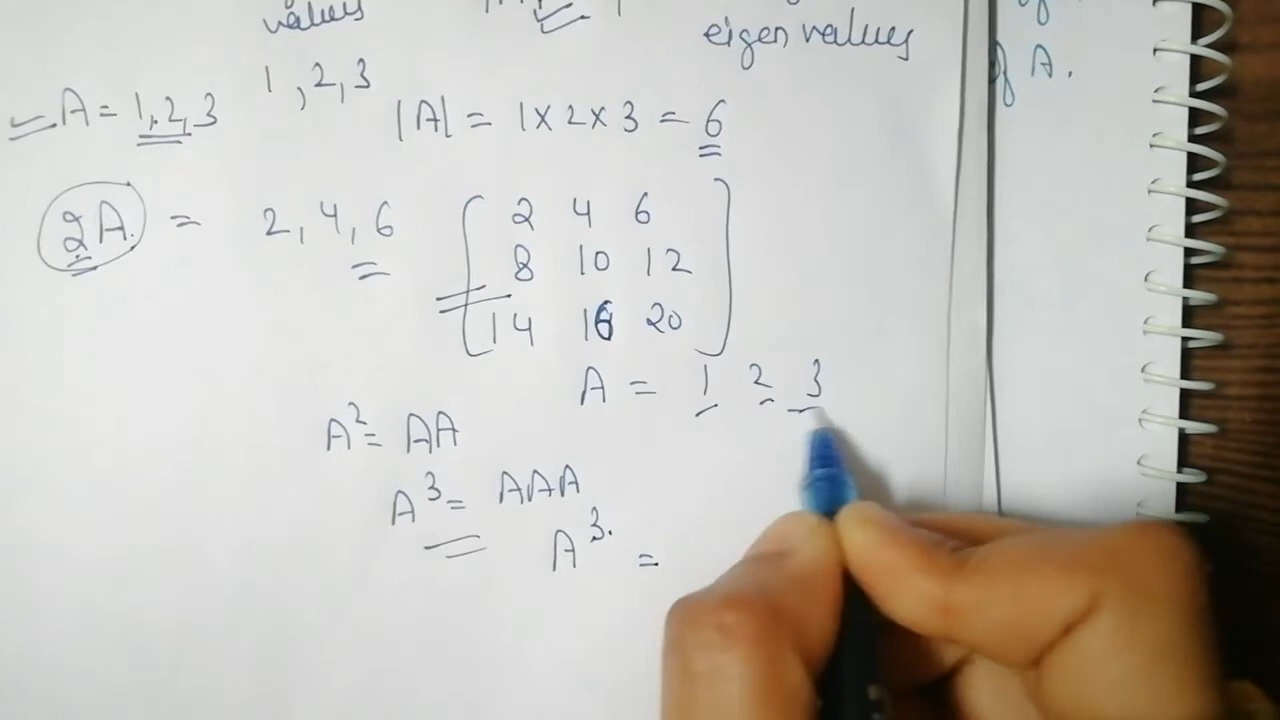 values
eigen values
1, 2, 3
of A.
A = 1, 2, 3
|A| = 1 x 2 x 3 = 6
2A. = 2, 4, 6
2 4 6
8 10 12
14 16 20
A = 1 2 3
A² = AA
A³ = AAA
A³. =